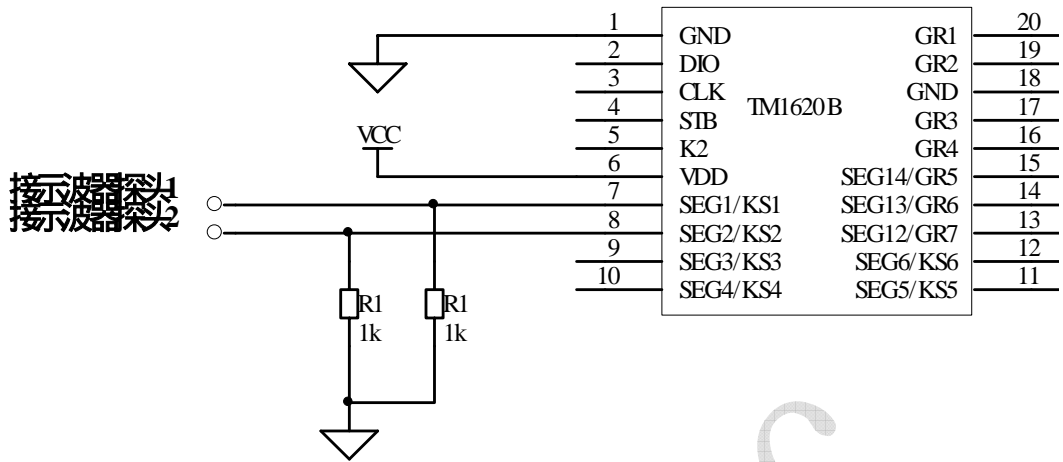 1 GND GR1 20
2 DIO GR2 19
3 CLK GND 18
TM1620B
4 STB GR3 17
VCC
5 K2 GR4 16
6 VDD SEG14/GR5 15
接示波器探头1
7 SEG1/KS1 SEG13/GR6 14
接示波器探头2
8 SEG2/KS2 SEG12/GR7 13
9 SEG3/KS3 SEG6/KS6 12
10 SEG4/KS4 SEG5/KS5 11
R1 R1
1k 1k